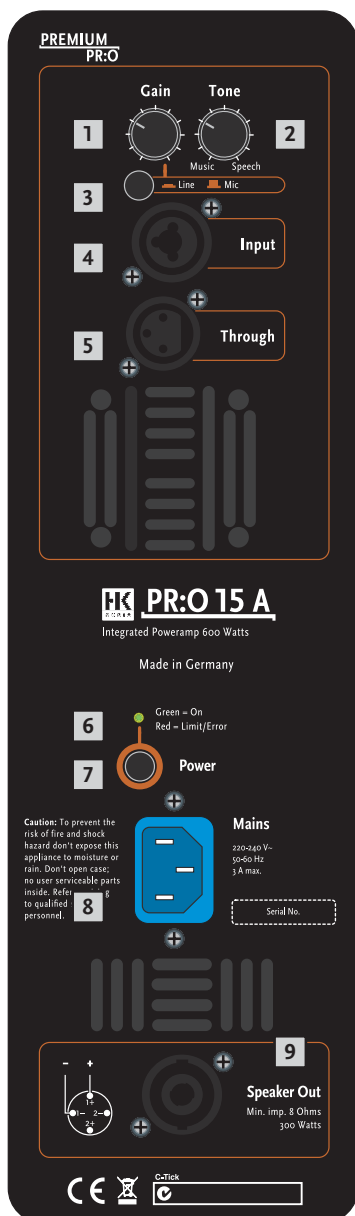 PREMIUM
PR:O
Gain Tone
1
2
Music Speech
3
Line Mic
4
Input
5
Through
HK
AUDIO
PR:O 15 A
Integrated Poweramp 600 Watts
Made in Germany
6
Green = On
Red = Limit/Error
7
Power
Caution: To prevent the
risk of fire and shock
hazard don't expose this
appliance to moisture or
rain. Don't open case;
no user serviceable parts
inside. Refer
to qualified
personnel.
8
Mains
220-240 V~
50-60 Hz
3 A max.
Serial No.
9
- +
1+
1- 2-
2+
Speaker Out
Min. imp. 8 Ohms
300 Watts
C-Tick
CE